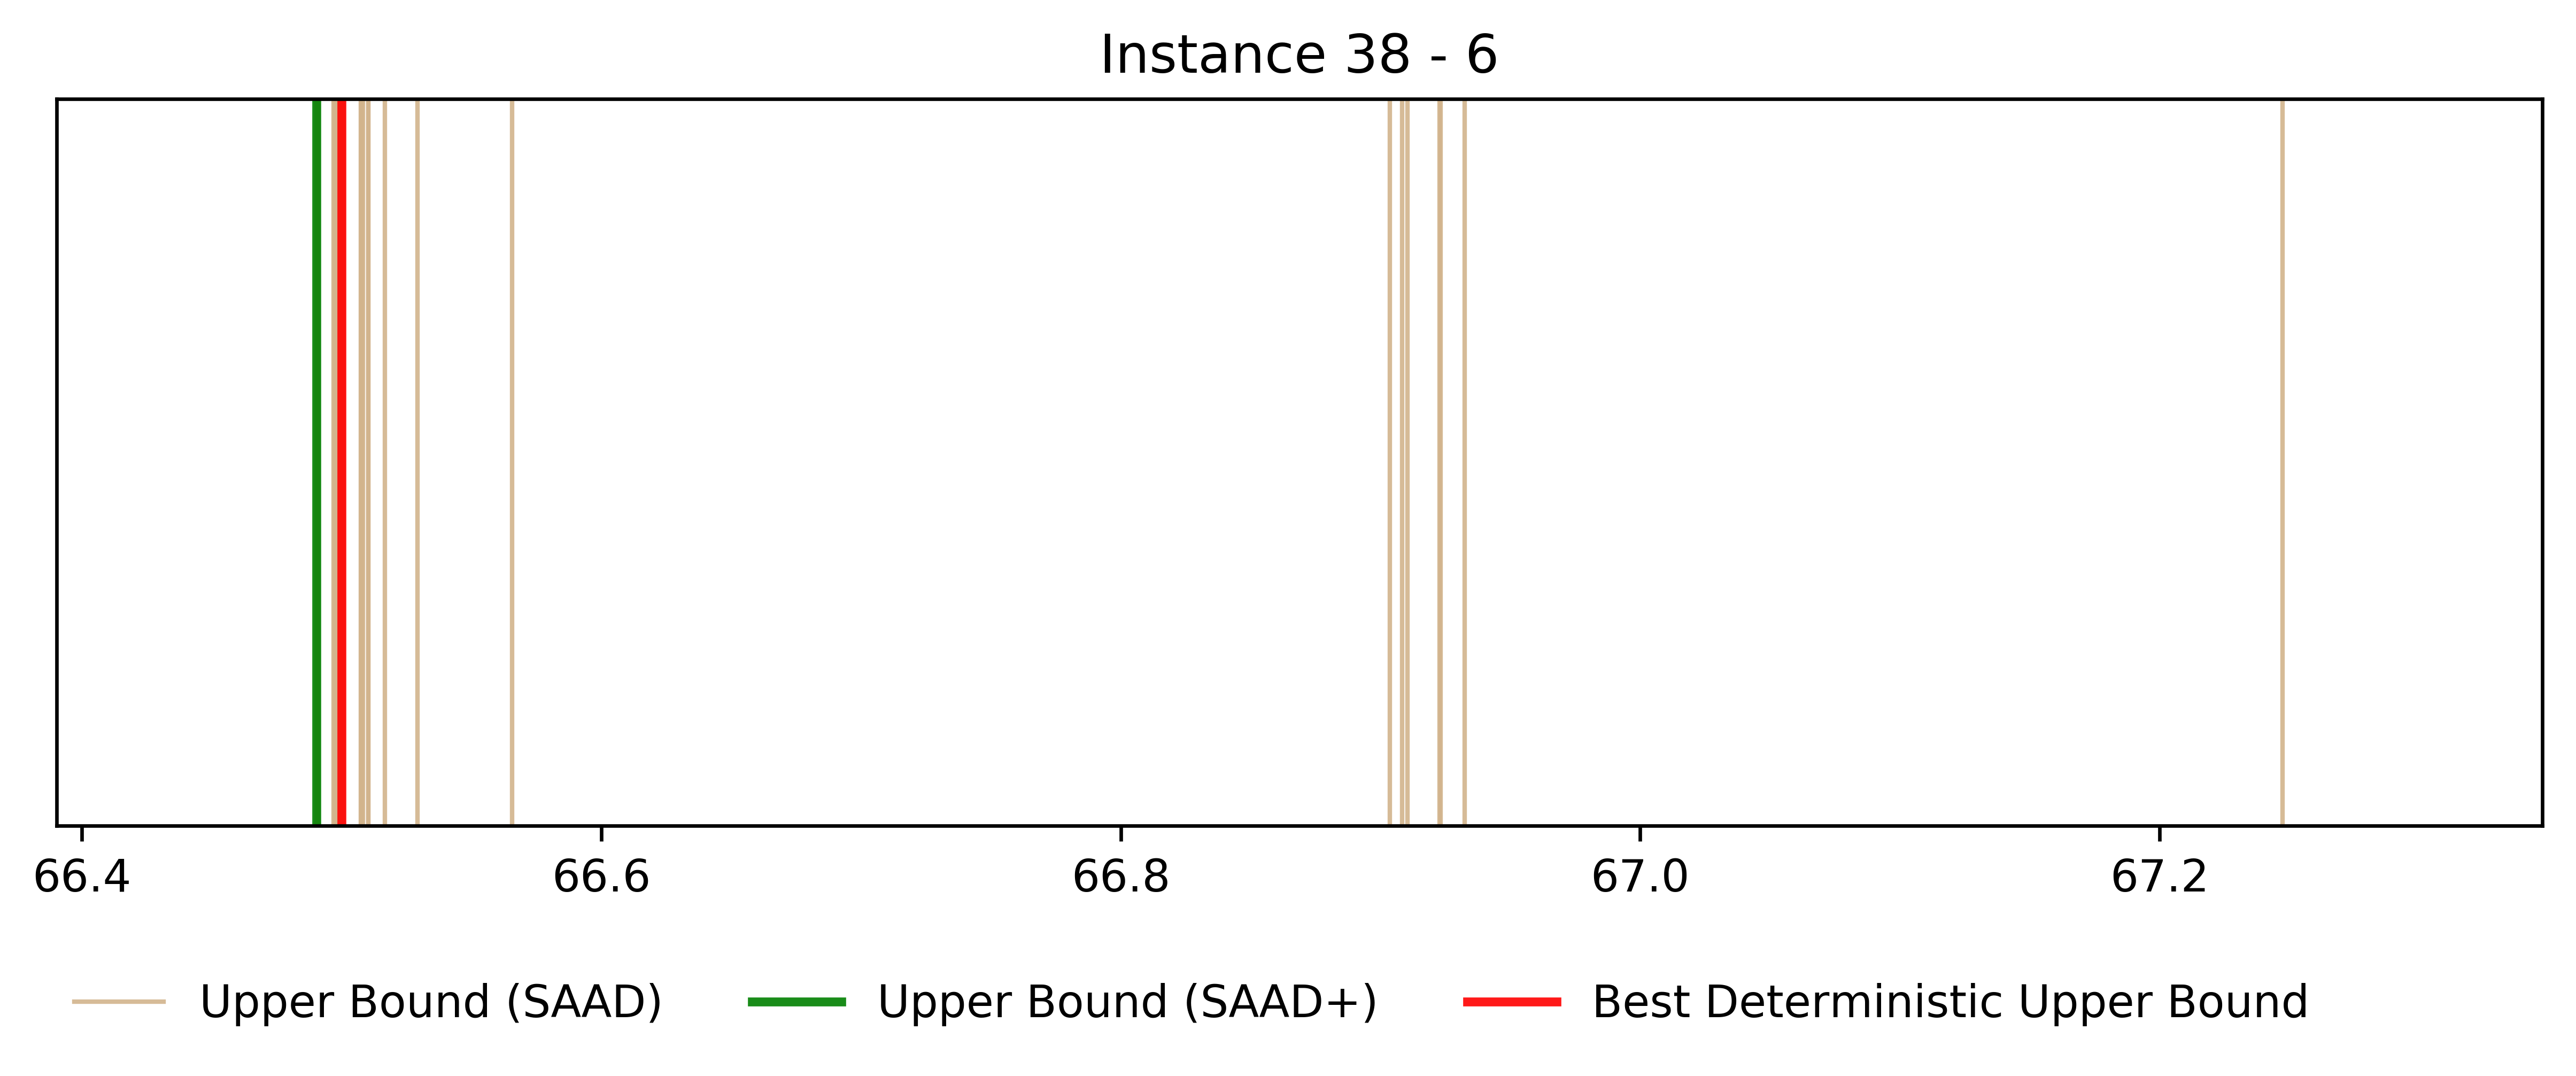 Instance 38 - 6
66.4 66.6 66.8 67.0 67.2
Upper Bound (SAAD) Upper Bound (SAAD+) Best Deterministic Upper Bound